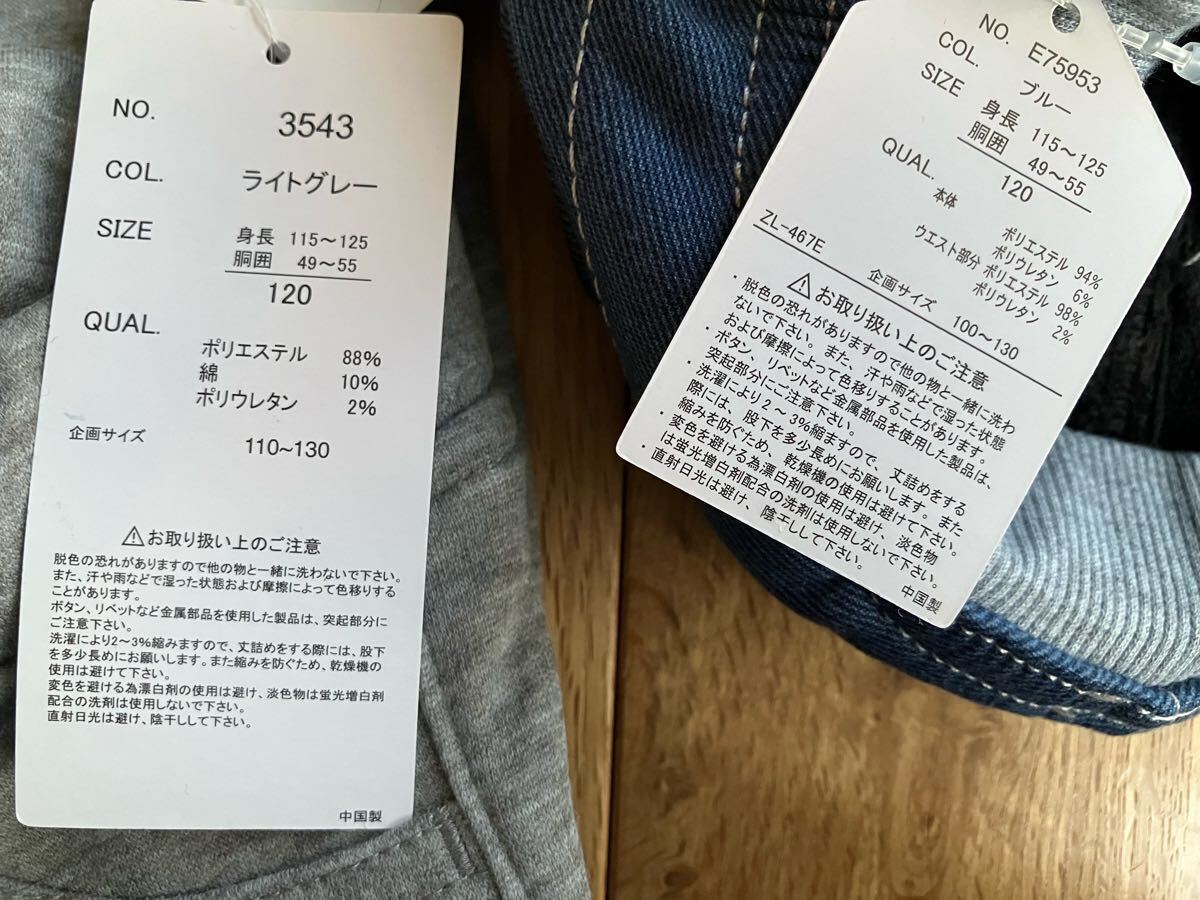 NO. 3543
COL. ライトグレー
SIZE 身長 115～125
胴囲 49～55
120
QUAL.
ポリエステル 88%
綿 10%
ポリウレタン 2%
企画サイズ 110~130
⚠お取り扱い上のご注意
脱色の恐れがありますので他の物と一緒に洗わないで下さい。
また、汗や雨などで湿った状態および摩擦によって色移りする
ことがあります。
ボタン、リベットなど金属部品を使用した製品は、突起部分に
ご注意下さい。
洗濯により2～3%縮みますので、丈詰めをする際には、股下
を多少長めにお願いします。また縮みを防ぐため、乾燥機の
使用は避けて下さい。
変色を避ける為漂白剤の使用は避け、淡色物は蛍光増白剤
配合の洗剤は使用しないで下さい。
直射日光は避け、陰干しして下さい。
中国製
NO. E75953
COL. ブルー
SIZE 身長 115～125
胴囲 49～55
120
QUAL.
本体 ポリエステル 94%
ポリウレタン 6%
ウエスト部分 ポリエステル 98%
ポリウレタン 2%
ZL-467E 企画サイズ 100～130
⚠お取り扱い上のご注意
・脱色の恐れがありますので他の物と一緒に洗わ
ないで下さい。また、汗や雨などで湿った状態
および摩擦によって色移りすることがあります。
・ボタン、リベットなど金属部品を使用した製品は、
突起部分にご注意下さい。
・洗濯により2～3%縮ますので、丈詰めをする
際には、股下を多少長めにお願いします。また
縮みを防ぐため、乾燥機の使用は避けて下さい。
・変色を避ける為漂白剤の使用は避け、淡色物
は蛍光増白剤配合の洗剤は使用しないで下さい。
・直射日光は避け、陰干しして下さい。
中国製